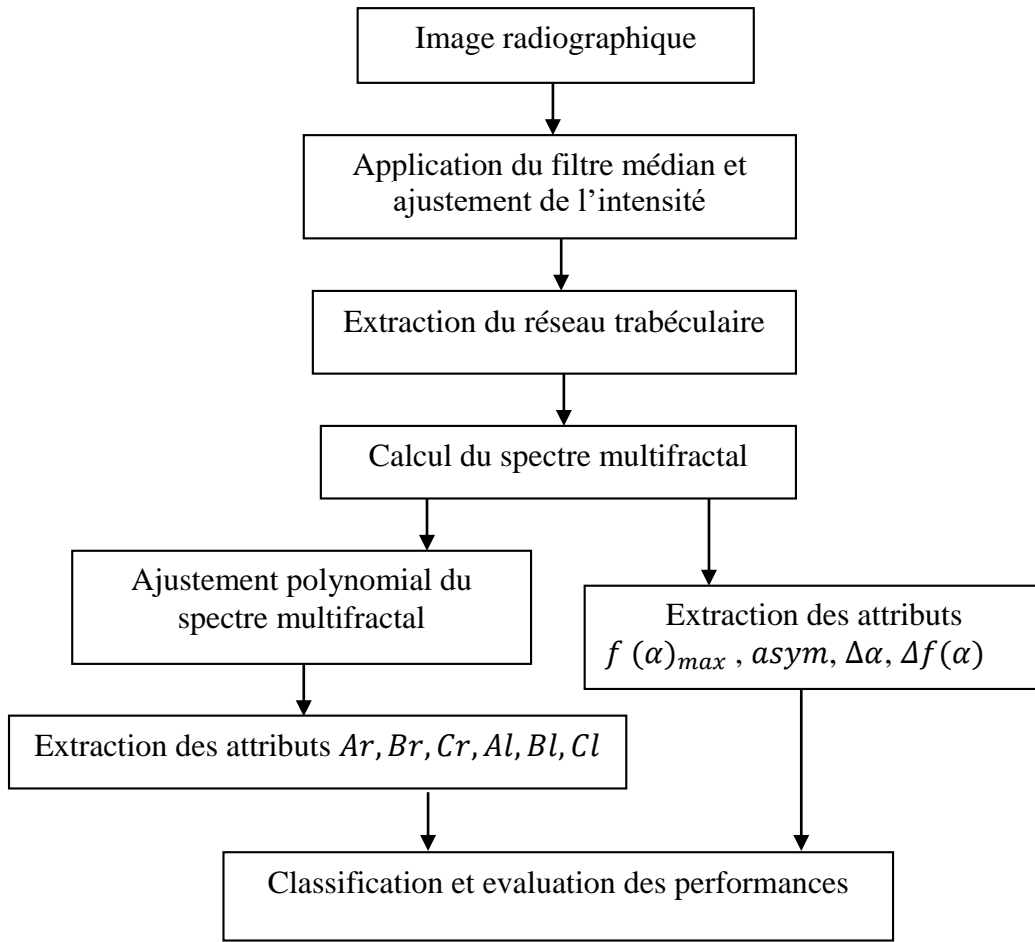 Image radiographique
Application du filtre médian et
ajustement de l’intensité
Extraction du réseau trabéculaire
Calcul du spectre multifractal
Ajustement polynomial du
spectre multifractal
Extraction des attributs
f (α)max , asym, Δα, Δf(α)
Extraction des attributs Ar, Br, Cr, Al, Bl, Cl
Classification et evaluation des performances